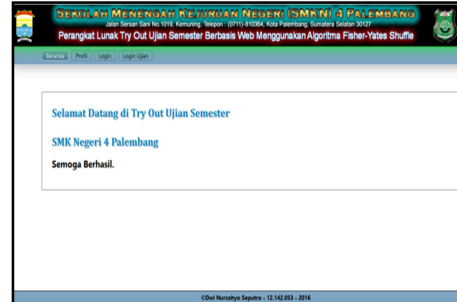 SEKOLAH MENENGAH KEJURUAN NEGERI (SMKN) 4 PALEMBANG
Jalan Sersan Sani No 1019, Kemuning, Telepon : (0711)-810364, Kota Palembang, Sumatera Selatan 30127
Perangkat Lunak Try Out Ujian Semester Berbasis Web Menggunakan Algoritma Fisher-Yates Shuffle
Beranda Profil Login Login Ujian
Selamat Datang di Try Out Ujian Semester
SMK Negeri 4 Palembang
Semoga Berhasil.
©Dwi Nurcahyo Seputro - 12.142.053 - 2016